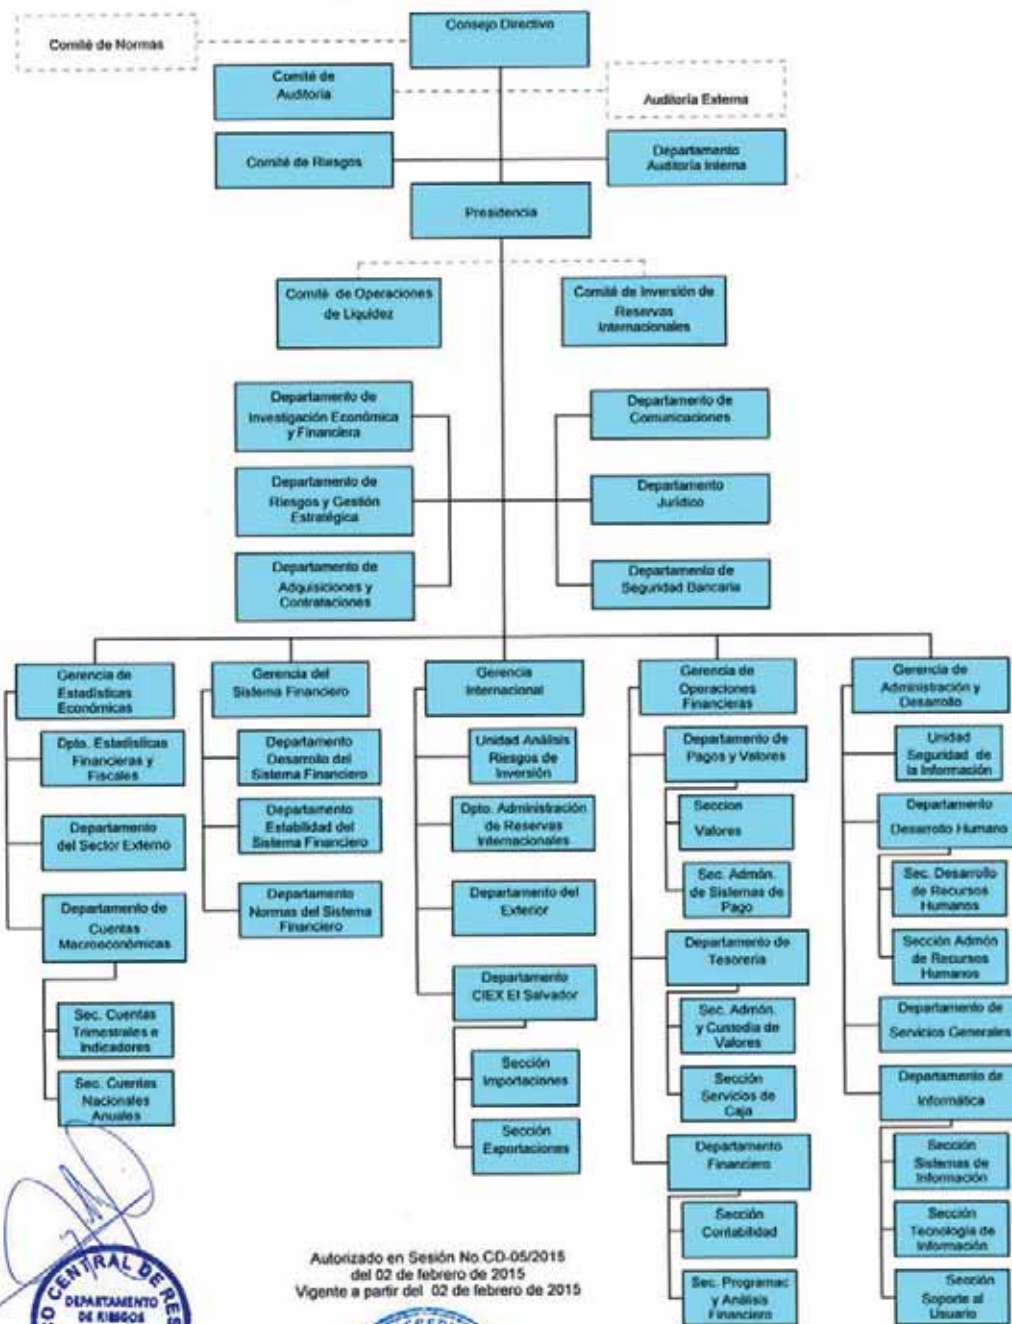 Consejo Directivo
Comité de Normas
Comité de
Auditoría
Auditoría Externa
Comité de Riesgos
Departamento
Auditoría Interna
Presidencia
Comité de Operaciones
de Liquidez
Comité de Inversión de
Reservas
Internacionales
Departamento de
Investigación Económica
y Financiera
Departamento de
Comunicaciones
Departamento de
Riesgos y Gestión
Estratégica
Departamento
Jurídico
Departamento de
Adquisiciones y
Contrataciones
Departamento de
Seguridad Bancaria
Gerencia de
Estadísticas
Económicas
Dpto. Estadísticas
Financieras y
Fiscales
Departamento
del Sector Externo
Departamento de
Cuentas
Macroeconómicas
Sec. Cuentas
Trimestrales e
Indicadores
Sec. Cuentas
Nacionales
Anuales
Gerencia del
Sistema Financiero
Departamento
Desarrollo del
Sistema Financiero
Departamento
Estabilidad del
Sistema Financiero
Departamento
Normas del Sistema
Financiero
Gerencia
Internacional
Unidad Análisis
Riesgos de
Inversión
Dpto. Administración
de Reservas
Internacionales
Departamento del
Exterior
Departamento
CIEX El Salvador
Sección
Importaciones
Sección
Exportaciones
Gerencia de
Operaciones
Financieras
Departamento de
Pagos y Valores
Seccion
Valores
Sec. Admón.
de Sistemas de
Pago
Departamento de
Tesorería
Sec. Admón.
y Custodia de
Valores
Sección
Servicios de
Caja
Departamento
Financiero
Sección
Contabilidad
Sec. Programac
y Análisis
Financiero
Gerencia de
Administración y
Desarrollo
Unidad
Seguridad de
la Información
Departamento
Desarrollo Humano
Sec. Desarrollo
de Recursos
Humanos
Sección Admón
de Recursos
Humanos
Departamento de
Servicios Generales
Departamento de
Informática
Sección
Sistemas de
Información
Sección
Tecnología de
Información
Sección
Soporte al
Usuario
Autorizado en Sesión No.CD-05/2015
del 02 de febrero de 2015
Vigente a partir del 02 de febrero de 2015
CENTRAL DE RES
DEPARTAMENTO
DE RIESGOS